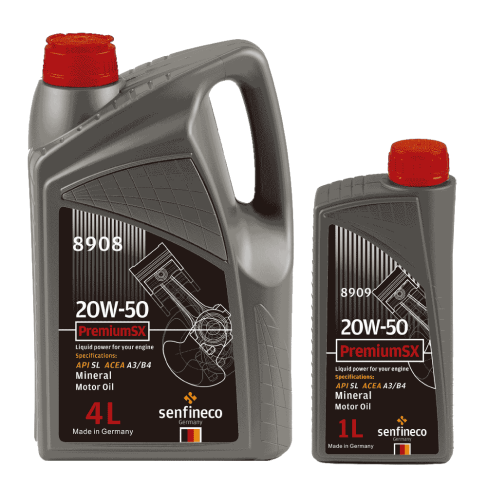 8908
20W-50
PremiumSX
Liquid power for your engine
Specifications:
API SL ACEA A3/B4
Mineral
Motor Oil
4L
Made in Germany
senfineco
Germany
8909
20W-50
PremiumSX
Liquid power for your engine
Specifications:
API SL ACEA A3/B4
Mineral
Motor Oil
1L
Made in Germany
senfineco
Germany